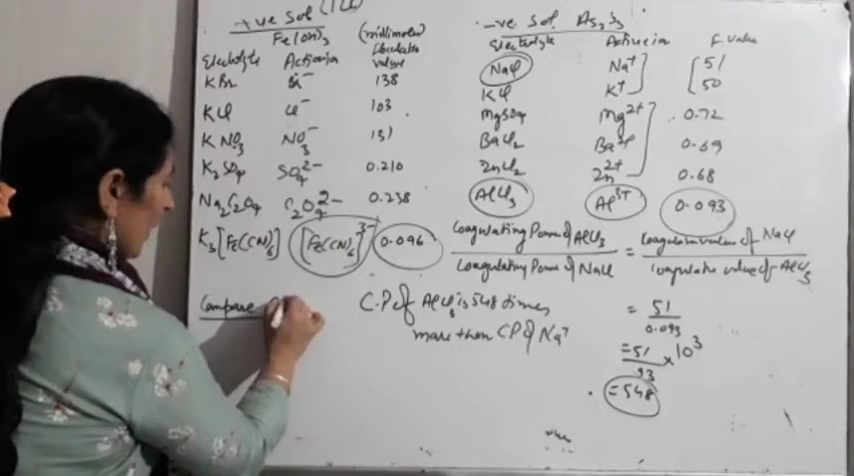 +ve Sol
Fe(OH)3
(millimoles)
Electrolyte Active ion value
KBr Br⁻ 138
KCl Cl⁻ 103
KNO3 NO3⁻ 131
K2SO4 SO4²⁻ 0.210
Na2C2O4 C2O4²⁻ 0.238
K3[Fe(CN)6] [Fe(CN)6]³⁻ 0.096
Compare
-ve Sol As2S3
Electrolyte Active ion F. value
NaCl Na⁺ 51
KCl K⁺ 50
MgSO4 Mg²⁺ 0.72
BaCl2 Ba²⁺ 0.69
ZnCl2 Zn²⁺ 0.68
AlCl3 Al³⁺ 0.093
Coagulating Power of AlCl3 = Coagulation value of NaCl
Coagulating Power of NaCl Coagulation value of AlCl3
C.P of AlCl3 is 548 times
more than CP of Na⁺
= 51
0.093
= 51 × 10³
93
= 548